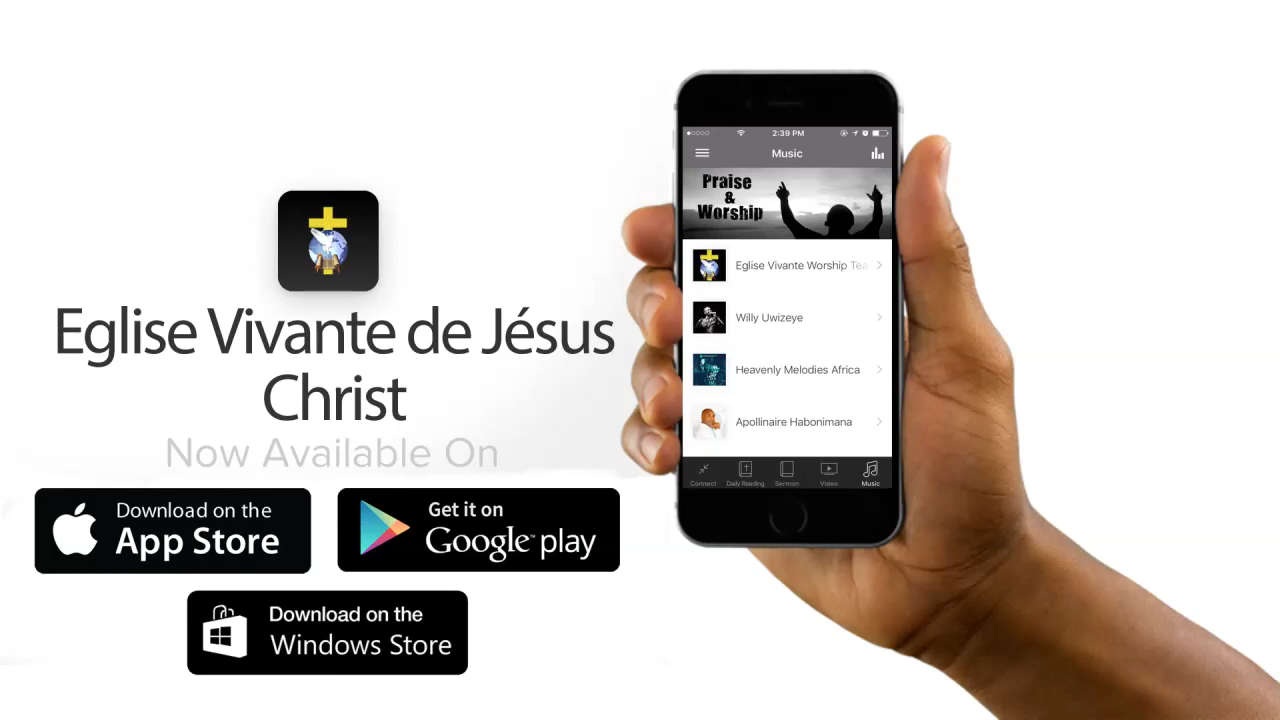 Eglise Vivante de Jésus
Christ
Now Available On
Download on the
App Store
Get it on
Google play
Download on the
Windows Store
2:39 PM
Music
Praise
&
Worship
Eglise Vivante Worship Tea
Willy Uwizeye
Heavenly Melodies Africa
Apollinaire Habonimana
Connect Daily Reading Sermon Video Music